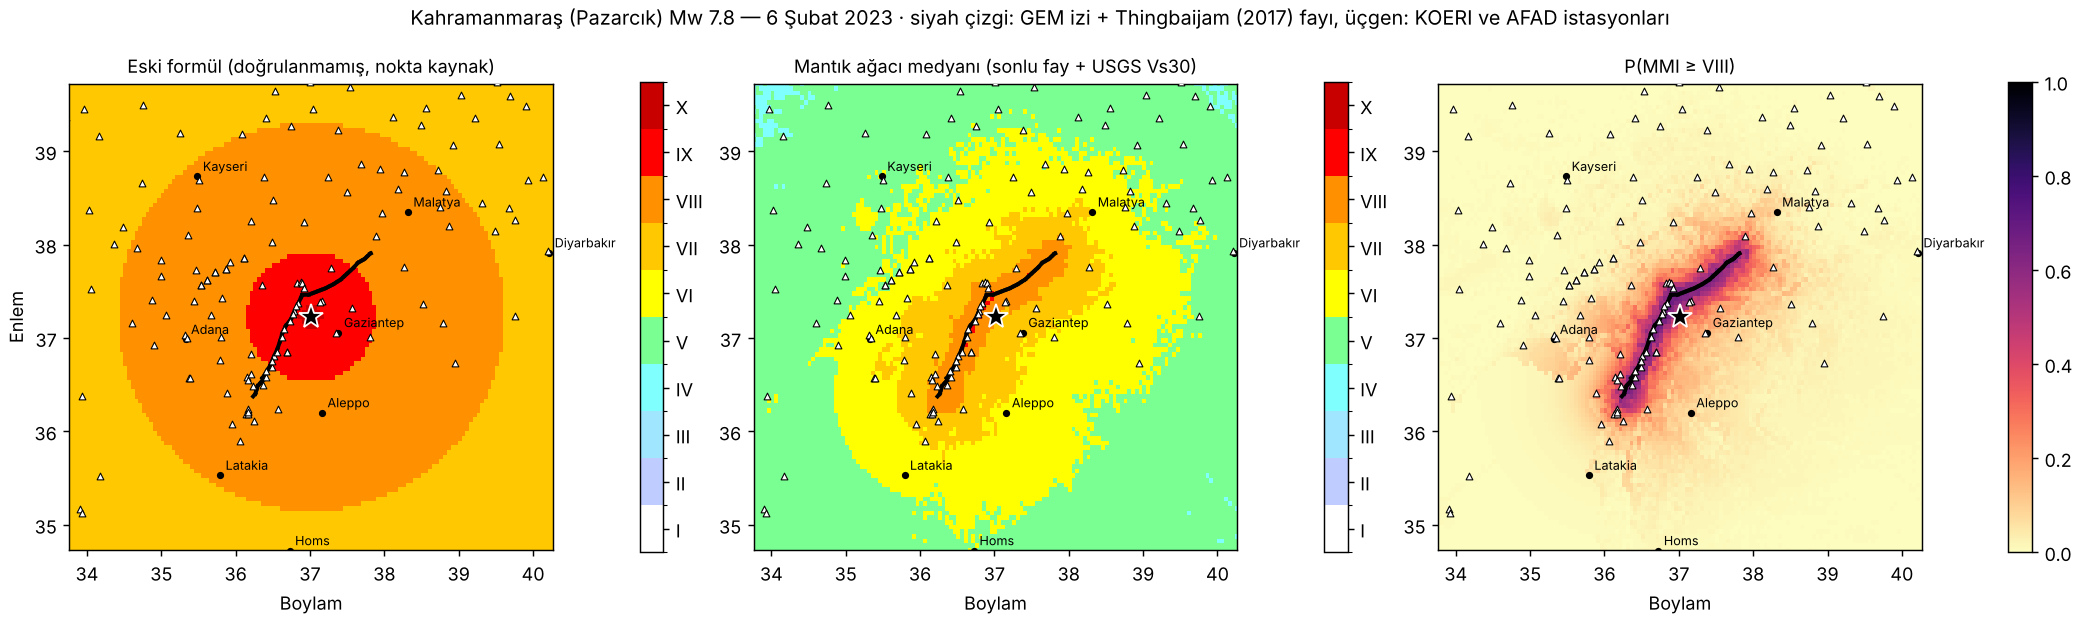 Kahramanmaraş (Pazarcık) Mw 7.8 — 6 Şubat 2023 · siyah çizgi: GEM izi + Thingbaijam (2017) fayı, üçgen: KOERI ve AFAD istasyonları
Eski formül (doğrulanmamış, nokta kaynak)
Enlem
39
38
37
36
35
Kayseri
Malatya
Diyarbakır
Adana
Gaziantep
Aleppo
Latakia
Homs
34 35 36 37 38 39 40
Boylam
X
IX
VIII
VII
VI
V
IV
III
II
I
Mantık ağacı medyanı (sonlu fay + USGS Vs30)
39
38
37
36
35
Kayseri
Malatya
Diyarbakır
Adana
Gaziantep
Aleppo
Latakia
Homs
34 35 36 37 38 39 40
Boylam
X
IX
VIII
VII
VI
V
IV
III
II
I
P(MMI ≥ VIII)
39
38
37
36
35
Kayseri
Malatya
Diyarbakır
Adana
Gaziantep
Aleppo
Latakia
Homs
34 35 36 37 38 39 40
Boylam
1.0
0.8
0.6
0.4
0.2
0.0